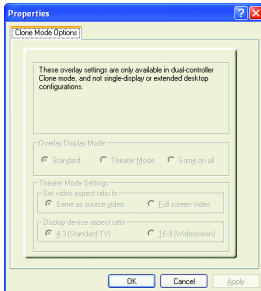 Properties
Clone Mode Options
These overlay settings are only available in dual-controller
Clone mode, and not single-display or extended desktop
configurations.
Overlay Display Mode
Standard Theater Mode Same on all
Theater Mode Settings
Set video aspect ratio to
Same as source video Full screen video
Display device aspect ratio
4:3 (Standard TV) 16:9 (Widescreen)
OK Cancel Apply